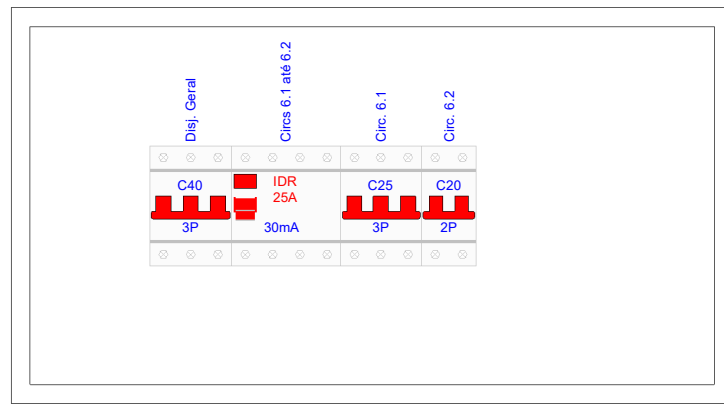 Disj. Geral
Circs 6.1 até 6.2
Circ. 6.1
Circ. 6.2
C40
IDR
25A
C25
C20
3P
30mA
3P
2P